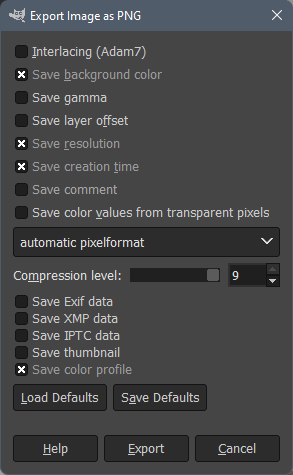 Export Image as PNG
Interlacing (Adam7)
Save background color
Save gamma
Save layer offset
Save resolution
Save creation time
Save comment
Save color values from transparent pixels
automatic pixelformat
Compression level: 9
Save Exif data
Save XMP data
Save IPTC data
Save thumbnail
Save color profile
Load Defaults Save Defaults
Help Export Cancel